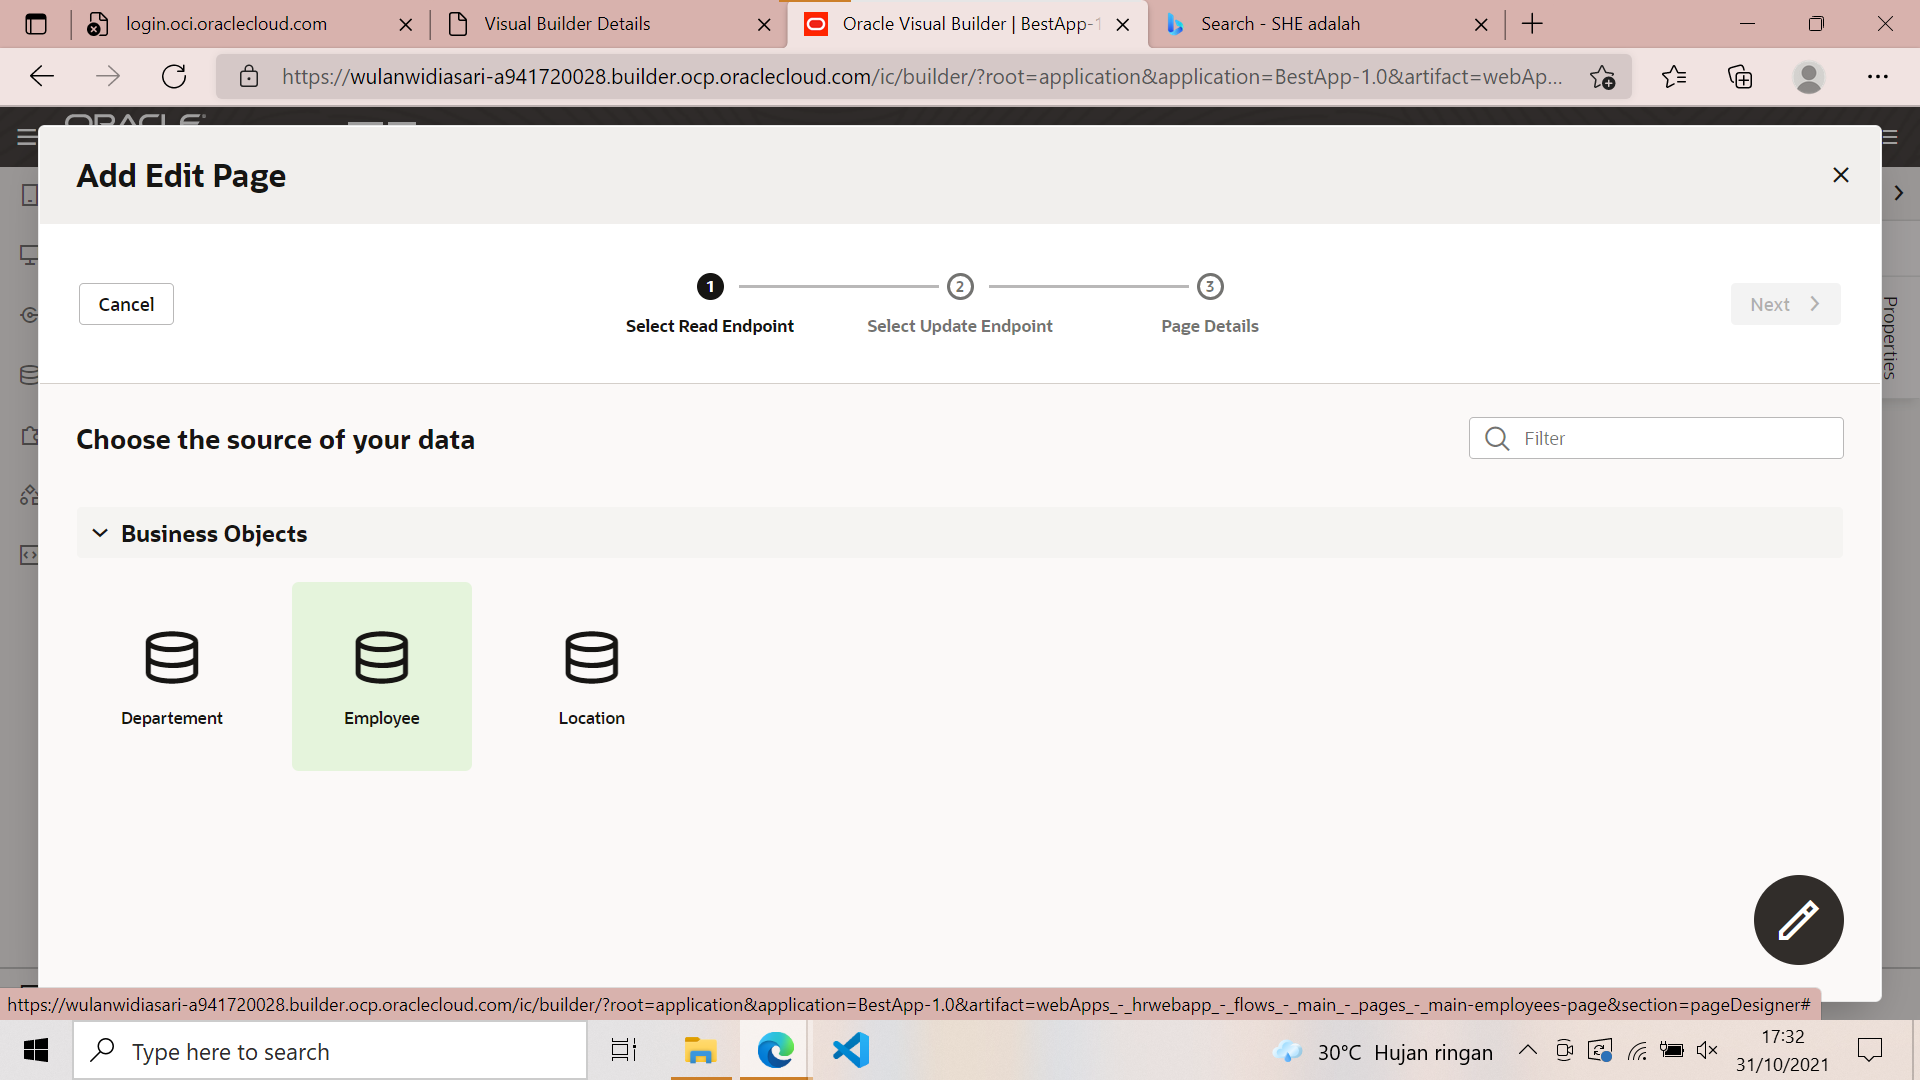 login.oci.oraclecloud.com
Visual Builder Details
Oracle Visual Builder | BestApp-1
Search - SHE adalah
https://wulanwidiasari-a941720028.builder.ocp.oraclecloud.com/ic/builder/?root=application&application=BestApp-1.0&artifact=webAp...
ORACLE
Add Edit Page
Cancel
1
2
3
Select Read Endpoint
Select Update Endpoint
Page Details
Next
Properties
Choose the source of your data
Filter
Business Objects
Departement
Employee
Location
https://wulanwidiasari-a941720028.builder.ocp.oraclecloud.com/ic/builder/?root=application&application=BestApp-1.0&artifact=webApps_-_hrwebapp_-_flows_-_main_-_pages_-_main-employees-page&section=pageDesigner#
Type here to search
30°C Hujan ringan
17:32
31/10/2021